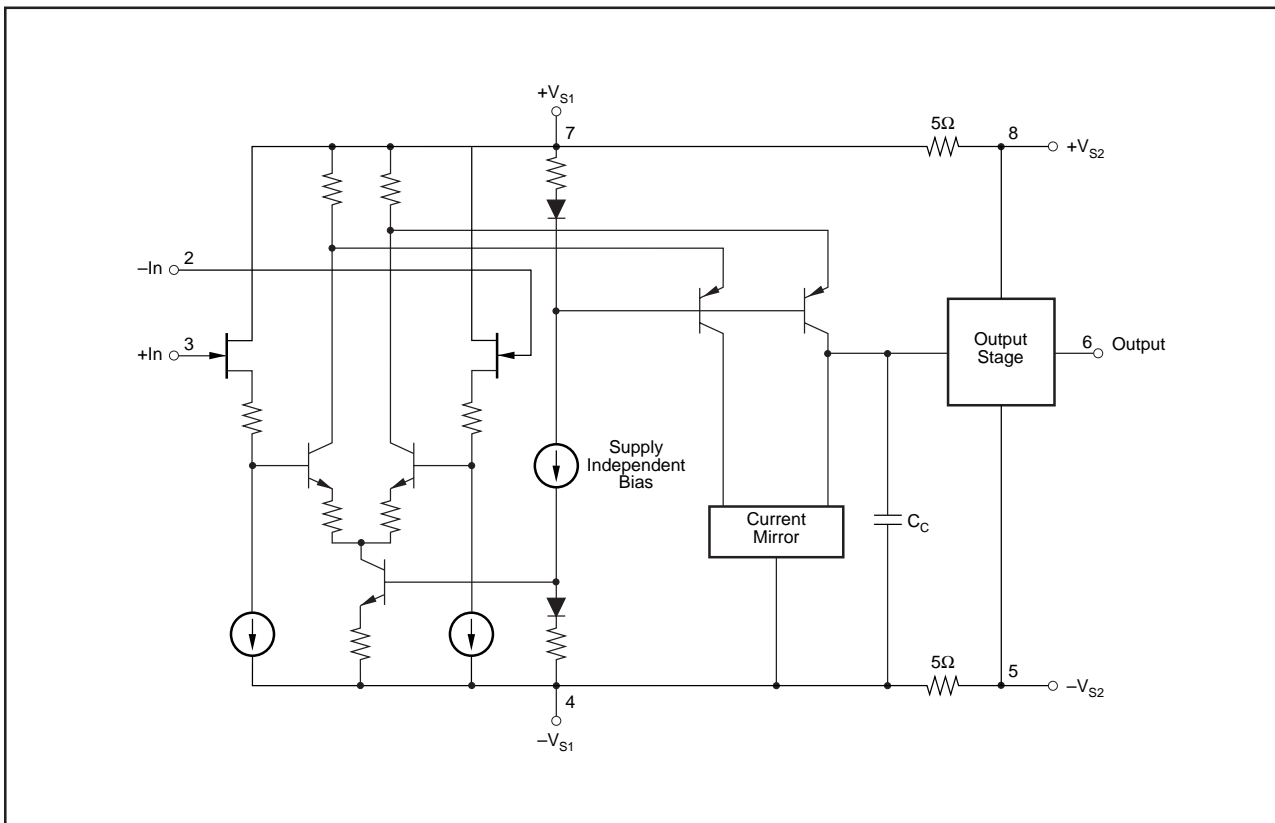 +VS1
7
5Ω
8
+VS2
–In
2
+In
3
Output
Stage
6
Output
Supply
Independent
Bias
Current
Mirror
CC
5Ω
5
–VS2
4
–VS1